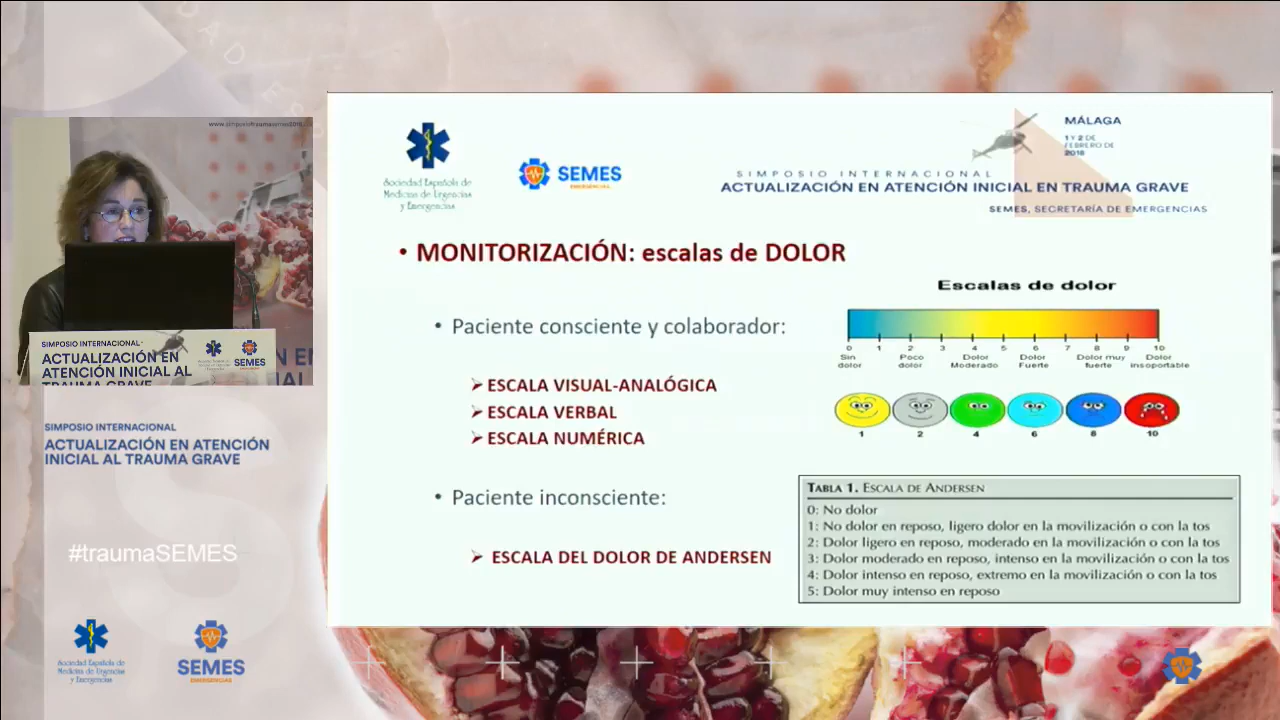 www.simposiotraumasemes2018.
SIMPOSIO INTERNACIONAL
ACTUALIZACIÓN EN
ATENCIÓN INICIAL AL
TRAUMA GRAVE
SEMES
SIMPOSIO INTERNACIONAL
ACTUALIZACIÓN EN ATENCIÓN
INICIAL AL TRAUMA GRAVE
#traumaSEMES
Sociedad Española de
Medicina de Urgencias
y Emergencias
SEMES
EMERGENCIAS
Sociedad Española de
Medicina de Urgencias
y Emergencias
SEMES
EMERGENCIAS
MÁLAGA
1 Y 2 DE
FEBRERO DE
2018
SIMPOSIO INTERNACIONAL
ACTUALIZACIÓN EN ATENCIÓN INICIAL EN TRAUMA GRAVE
SEMES, SECRETARÍA DE EMERGENCIAS
• MONITORIZACIÓN: escalas de DOLOR
• Paciente consciente y colaborador:
➢ ESCALA VISUAL-ANALÓGICA
➢ ESCALA VERBAL
➢ ESCALA NUMÉRICA
• Paciente inconsciente:
➢ ESCALA DEL DOLOR DE ANDERSEN
Escalas de dolor
0 1 2 3 4 5 6 7 8 9 10
Sin dolor
Poco dolor
Dolor Moderado
Dolor Fuerte
Dolor muy fuerte
Dolor insoportable
1 2 4 6 8 10
TABLA 1. ESCALA DE ANDERSEN
0: No dolor
1: No dolor en reposo, ligero dolor en la movilización o con la tos
2: Dolor ligero en reposo, moderado en la movilización o con la tos
3: Dolor moderado en reposo, intenso en la movilización o con la tos
4: Dolor intenso en reposo, extremo en la movilización o con la tos
5: Dolor muy intenso en reposo